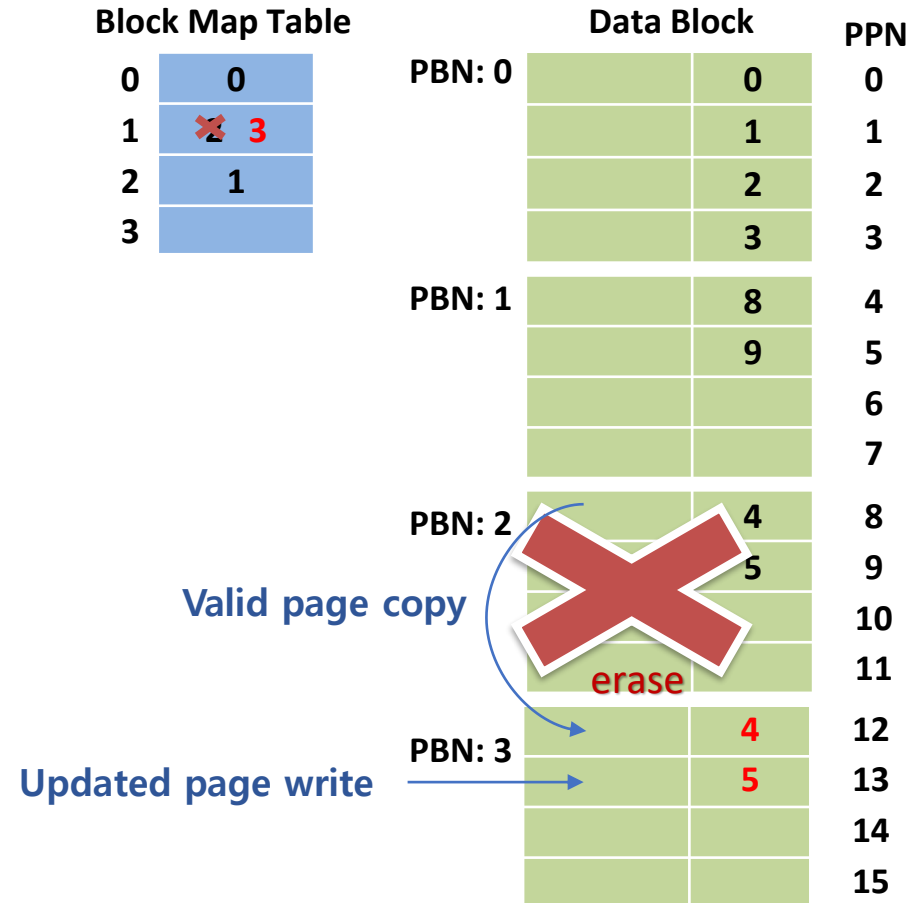 Block Map Table
0 0
1 2 3
2 1
3
Data Block
PPN
PBN: 0
0 0
1 1
2 2
3 3
PBN: 1
8 4
9 5
6
7
PBN: 2
4 8
5 9
10
11
Valid page copy
erase
PBN: 3
4 12
Updated page write
5 13
14
15